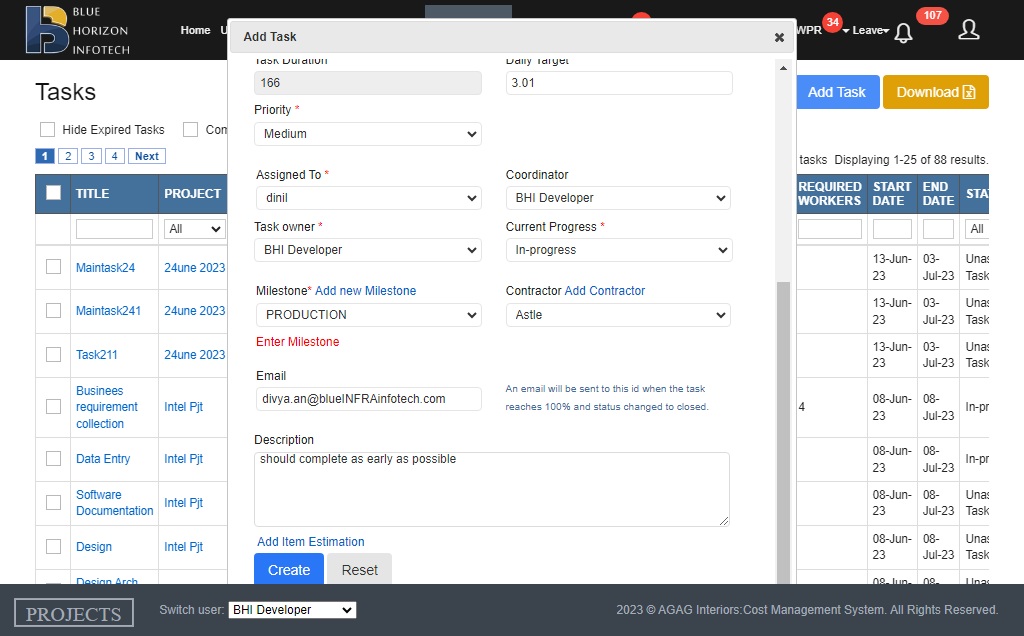 BLUE
HORIZON
INFOTECH
Home U
WPR 34 Leave 107
Add Task
Task Duration Daily Target
166 3.01
Priority *
Medium
Assigned To * Coordinator
dinil BHI Developer
Task owner * Current Progress *
BHI Developer In-progress
Milestone* Add new Milestone Contractor Add Contractor
PRODUCTION Astle
Enter Milestone
Email
divya.an@blueINFRAinfotech.com
An email will be sent to this id when the task
reaches 100% and status changed to closed.
Description
should complete as early as possible
Add Item Estimation
Create Reset
Tasks
Add Task Download
Hide Expired Tasks Com
1 2 3 4 Next
tasks Displaying 1-25 of 88 results.
TITLE PROJECT REQUIRED WORKERS START DATE END DATE STA
All All
Maintask24 24une 2023 13-Jun-23 03-Jul-23 Unas Task
Maintask241 24une 2023 13-Jun-23 03-Jul-23 Unas Task
Task211 24une 2023 13-Jun-23 03-Jul-23 Unas Task
Businees requirement collection Intel Pjt 4 08-Jun-23 08-Jul-23 In-pr
Data Entry Intel Pjt 08-Jun-23 08-Jul-23 In-pr
Software Documentation Intel Pjt 08-Jun-23 08-Jul-23 Unas Task
Design Intel Pjt 08-Jun-23 08-Jul-23 Unas Task
Design Arch 08-Jun- 08- Unas
PROJECTS
Switch user: BHI Developer
2023 © AGAG Interiors:Cost Management System. All Rights Reserved.